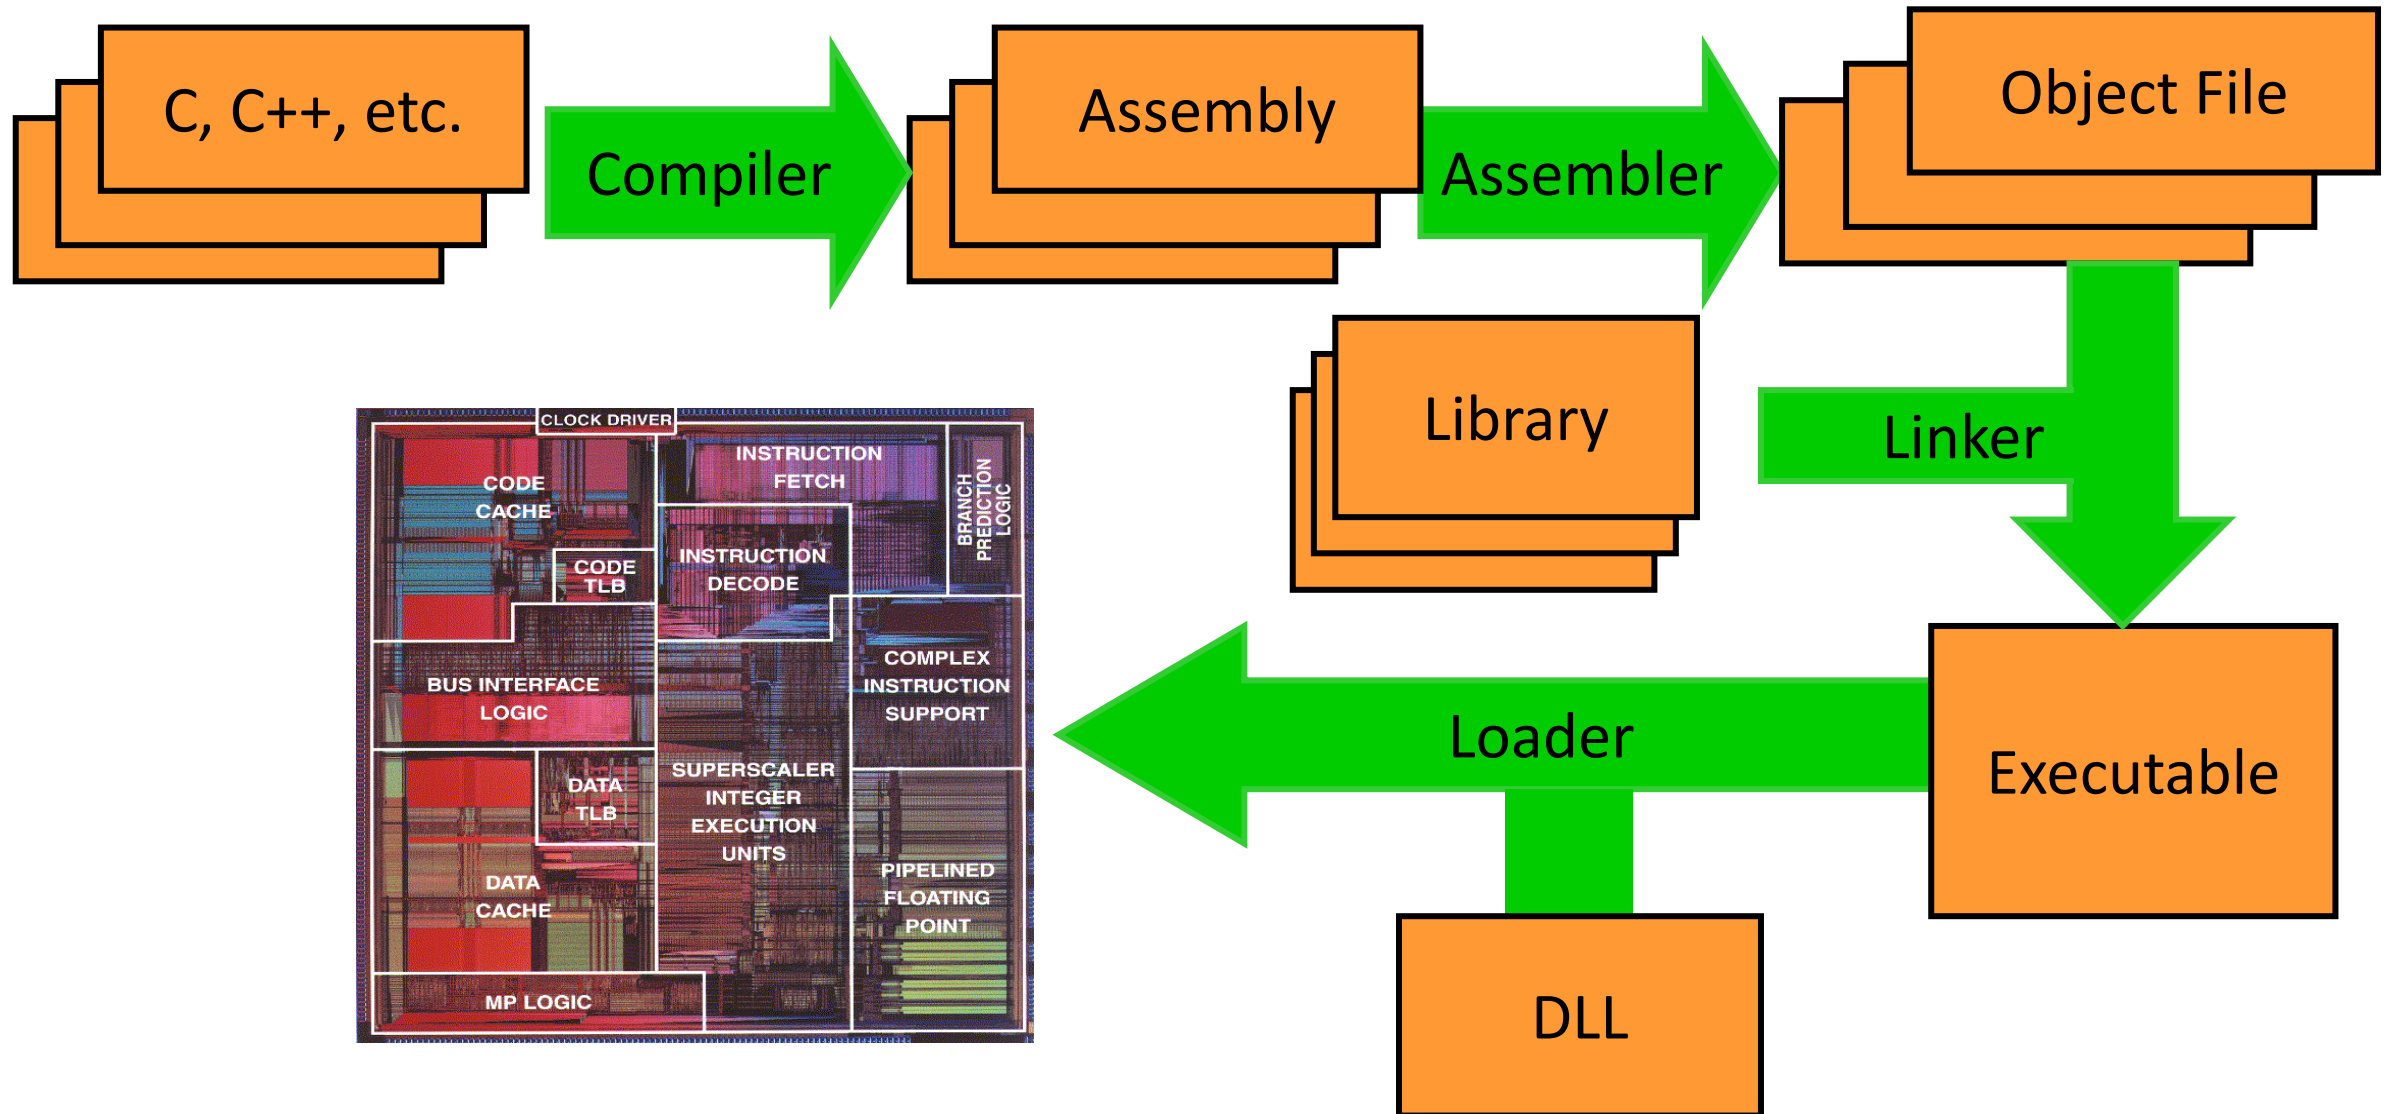 C, C++, etc.
Compiler
Assembly
Assembler
Object File
Library
Linker
CLOCK DRIVER
CODE
CACHE
INSTRUCTION
FETCH
BRANCH
PREDICTION
LOGIC
CODE
TLB
INSTRUCTION
DECODE
BUS INTERFACE
LOGIC
COMPLEX
INSTRUCTION
SUPPORT
DATA
TLB
SUPERSCALER
INTEGER
EXECUTION
UNITS
DATA
CACHE
PIPELINED
FLOATING
POINT
MP LOGIC
Loader
Executable
DLL